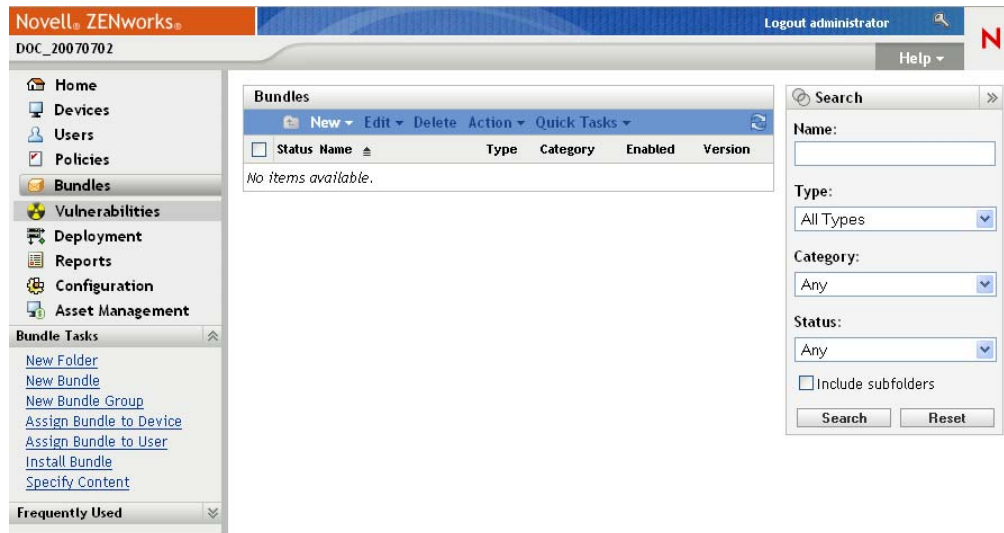 Novell® ZENworks®
Logout administrator
N
DOC_20070702
Help
Home
Devices
Users
Policies
Bundles
Vulnerabilities
Deployment
Reports
Configuration
Asset Management
Bundle Tasks
New Folder
New Bundle
New Bundle Group
Assign Bundle to Device
Assign Bundle to User
Install Bundle
Specify Content
Frequently Used
Bundles
New Edit Delete Action Quick Tasks
Status Name Type Category Enabled Version
No items available.
Search
Name:
Type:
All Types
Category:
Any
Status:
Any
Include subfolders
Search Reset